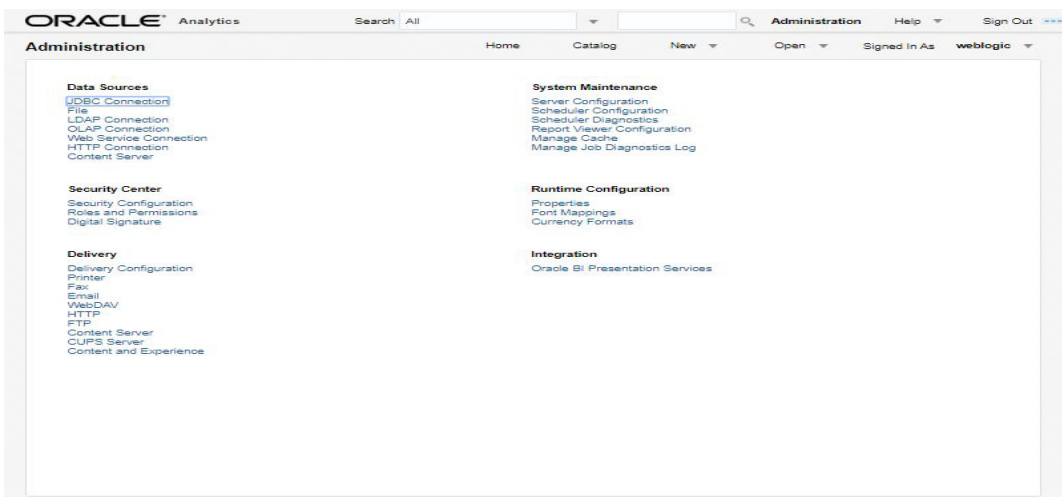 ORACLE® Analytics Search All Administration Help Sign Out
Administration Home Catalog New Open Signed In As weblogic
Data Sources
JDBC Connection
File
LDAP Connection
OLAP Connection
Web Service Connection
HTTP Connection
Content Server
System Maintenance
Server Configuration
Scheduler Configuration
Scheduler Diagnostics
Report Viewer Configuration
Manage Cache
Manage Job Diagnostics Log
Security Center
Security Configuration
Roles and Permissions
Digital Signature
Runtime Configuration
Properties
Font Mappings
Currency Formats
Delivery
Delivery Configuration
Printer
Fax
Email
WebDAV
HTTP
FTP
Content Server
CUPS Server
Content and Experience
Integration
Oracle BI Presentation Services